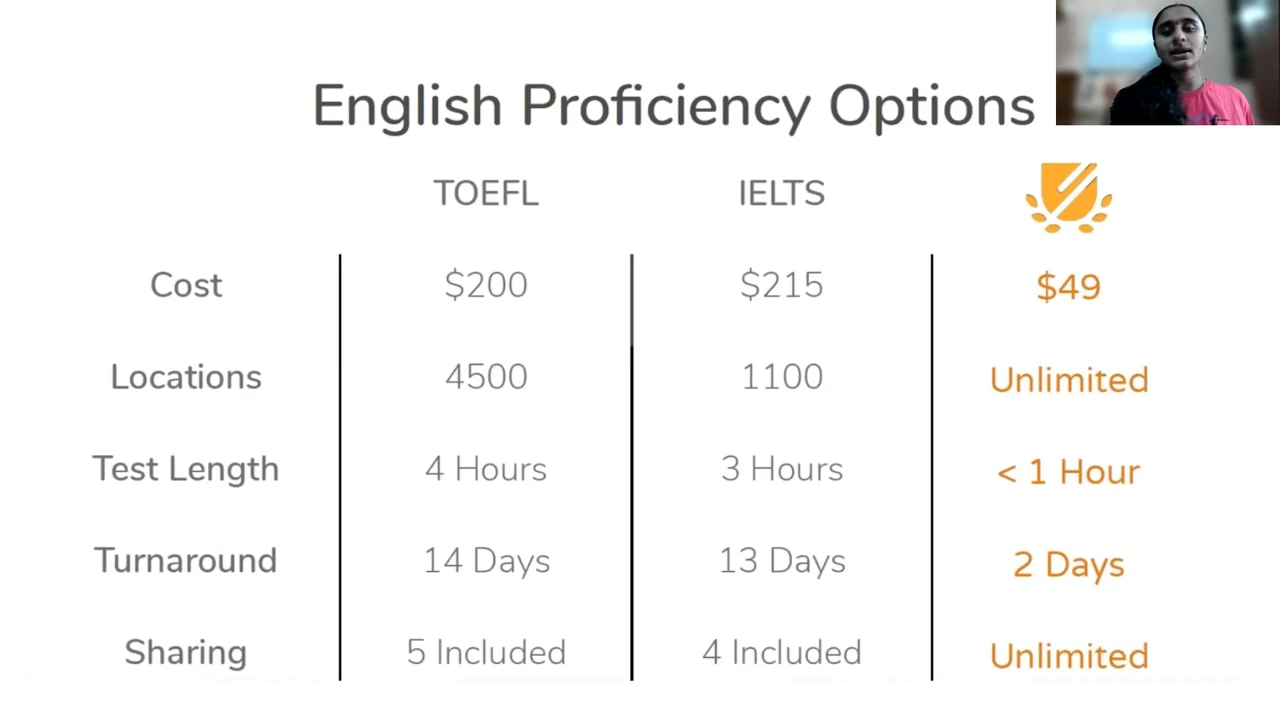 English Proficiency Options
TOEFL IELTS
Cost $200 $215 $49
Locations 4500 1100 Unlimited
Test Length 4 Hours 3 Hours < 1 Hour
Turnaround 14 Days 13 Days 2 Days
Sharing 5 Included 4 Included Unlimited